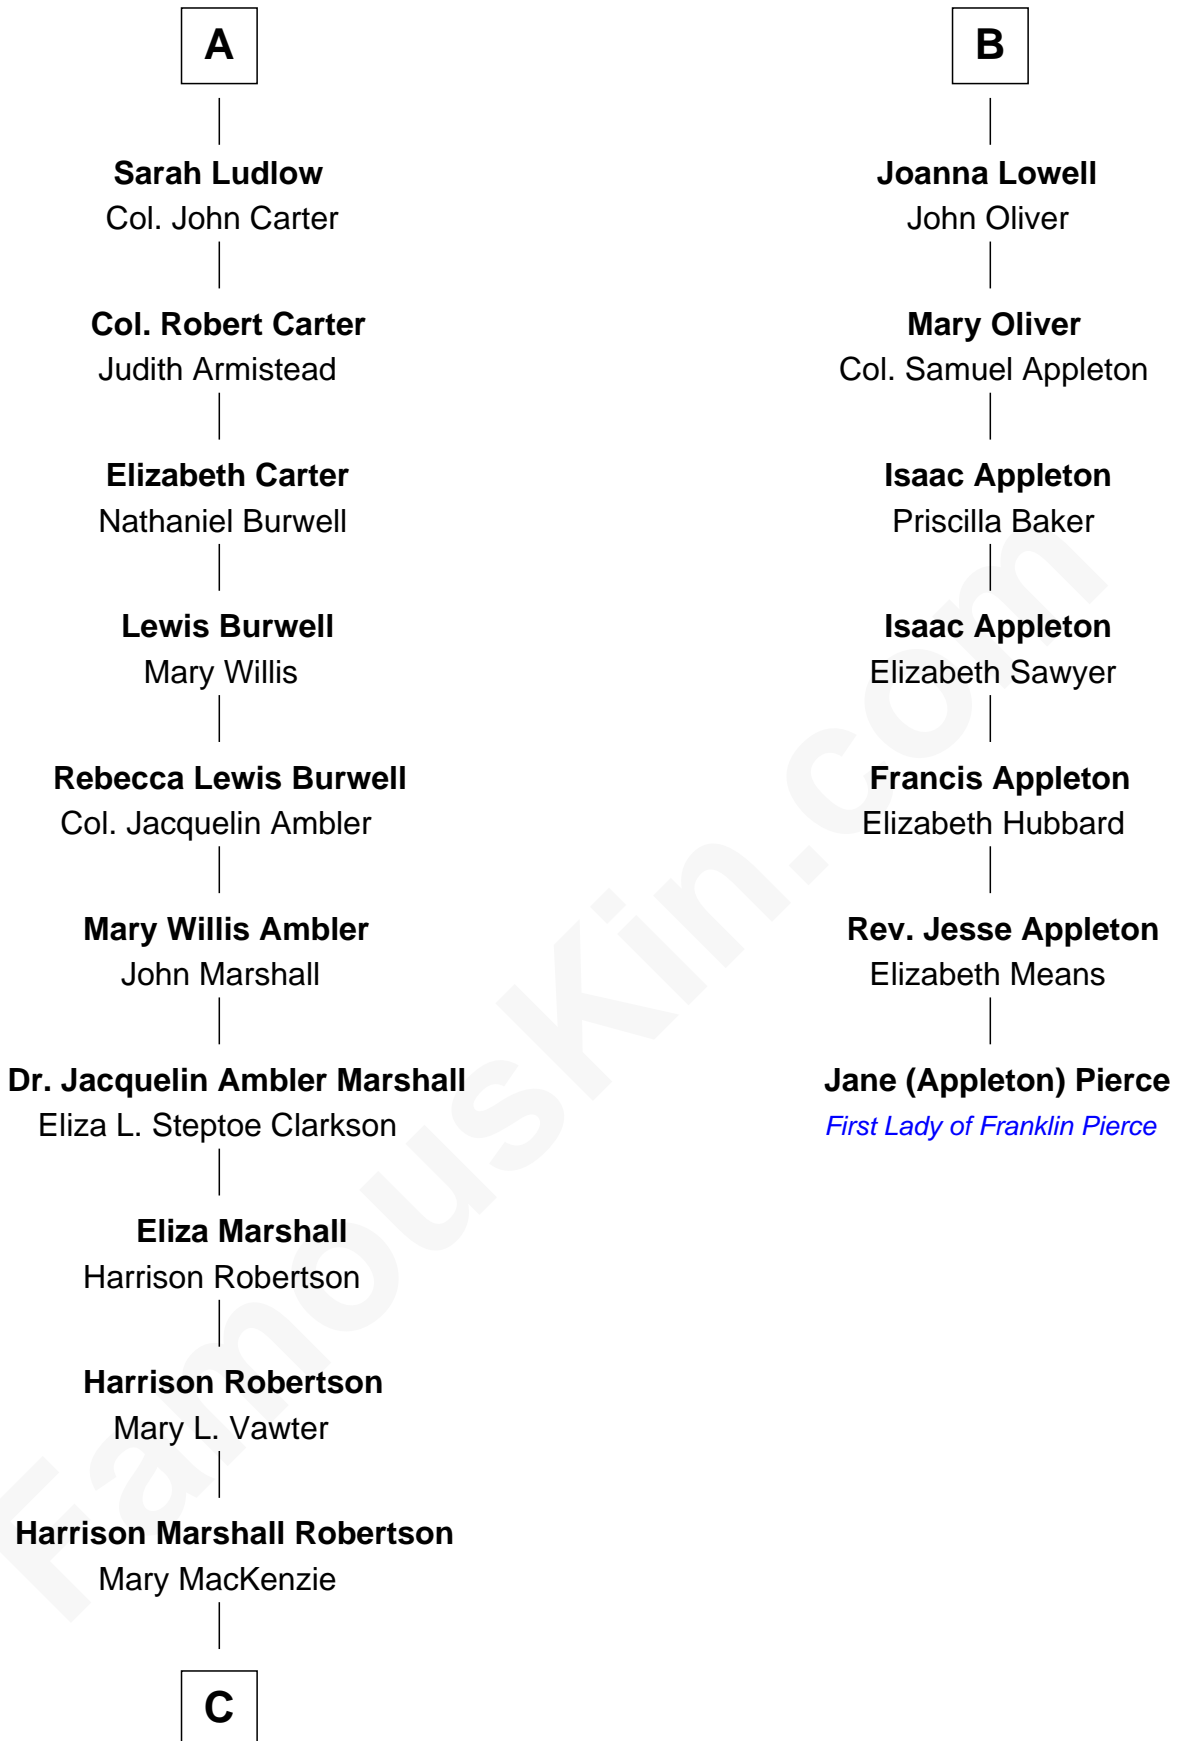 A
Sarah Ludlow
Col. John Carter
Col. Robert Carter
Judith Armistead
Elizabeth Carter
Nathaniel Burwell
Lewis Burwell
Mary Willis
Rebecca Lewis Burwell
Col. Jacquelin Ambler
Mary Willis Ambler
John Marshall
Dr. Jacquelin Ambler Marshall
Eliza L. Steptoe Clarkson
Eliza Marshall
Harrison Robertson
Harrison Robertson
Mary L. Vawter
Harrison Marshall Robertson
Mary MacKenzie
C
B
Joanna Lowell
John Oliver
Mary Oliver
Col. Samuel Appleton
Isaac Appleton
Priscilla Baker
Isaac Appleton
Elizabeth Sawyer
Francis Appleton
Elizabeth Hubbard
Rev. Jesse Appleton
Elizabeth Means
Jane (Appleton) Pierce
First Lady of Franklin Pierce
FamousKin.com